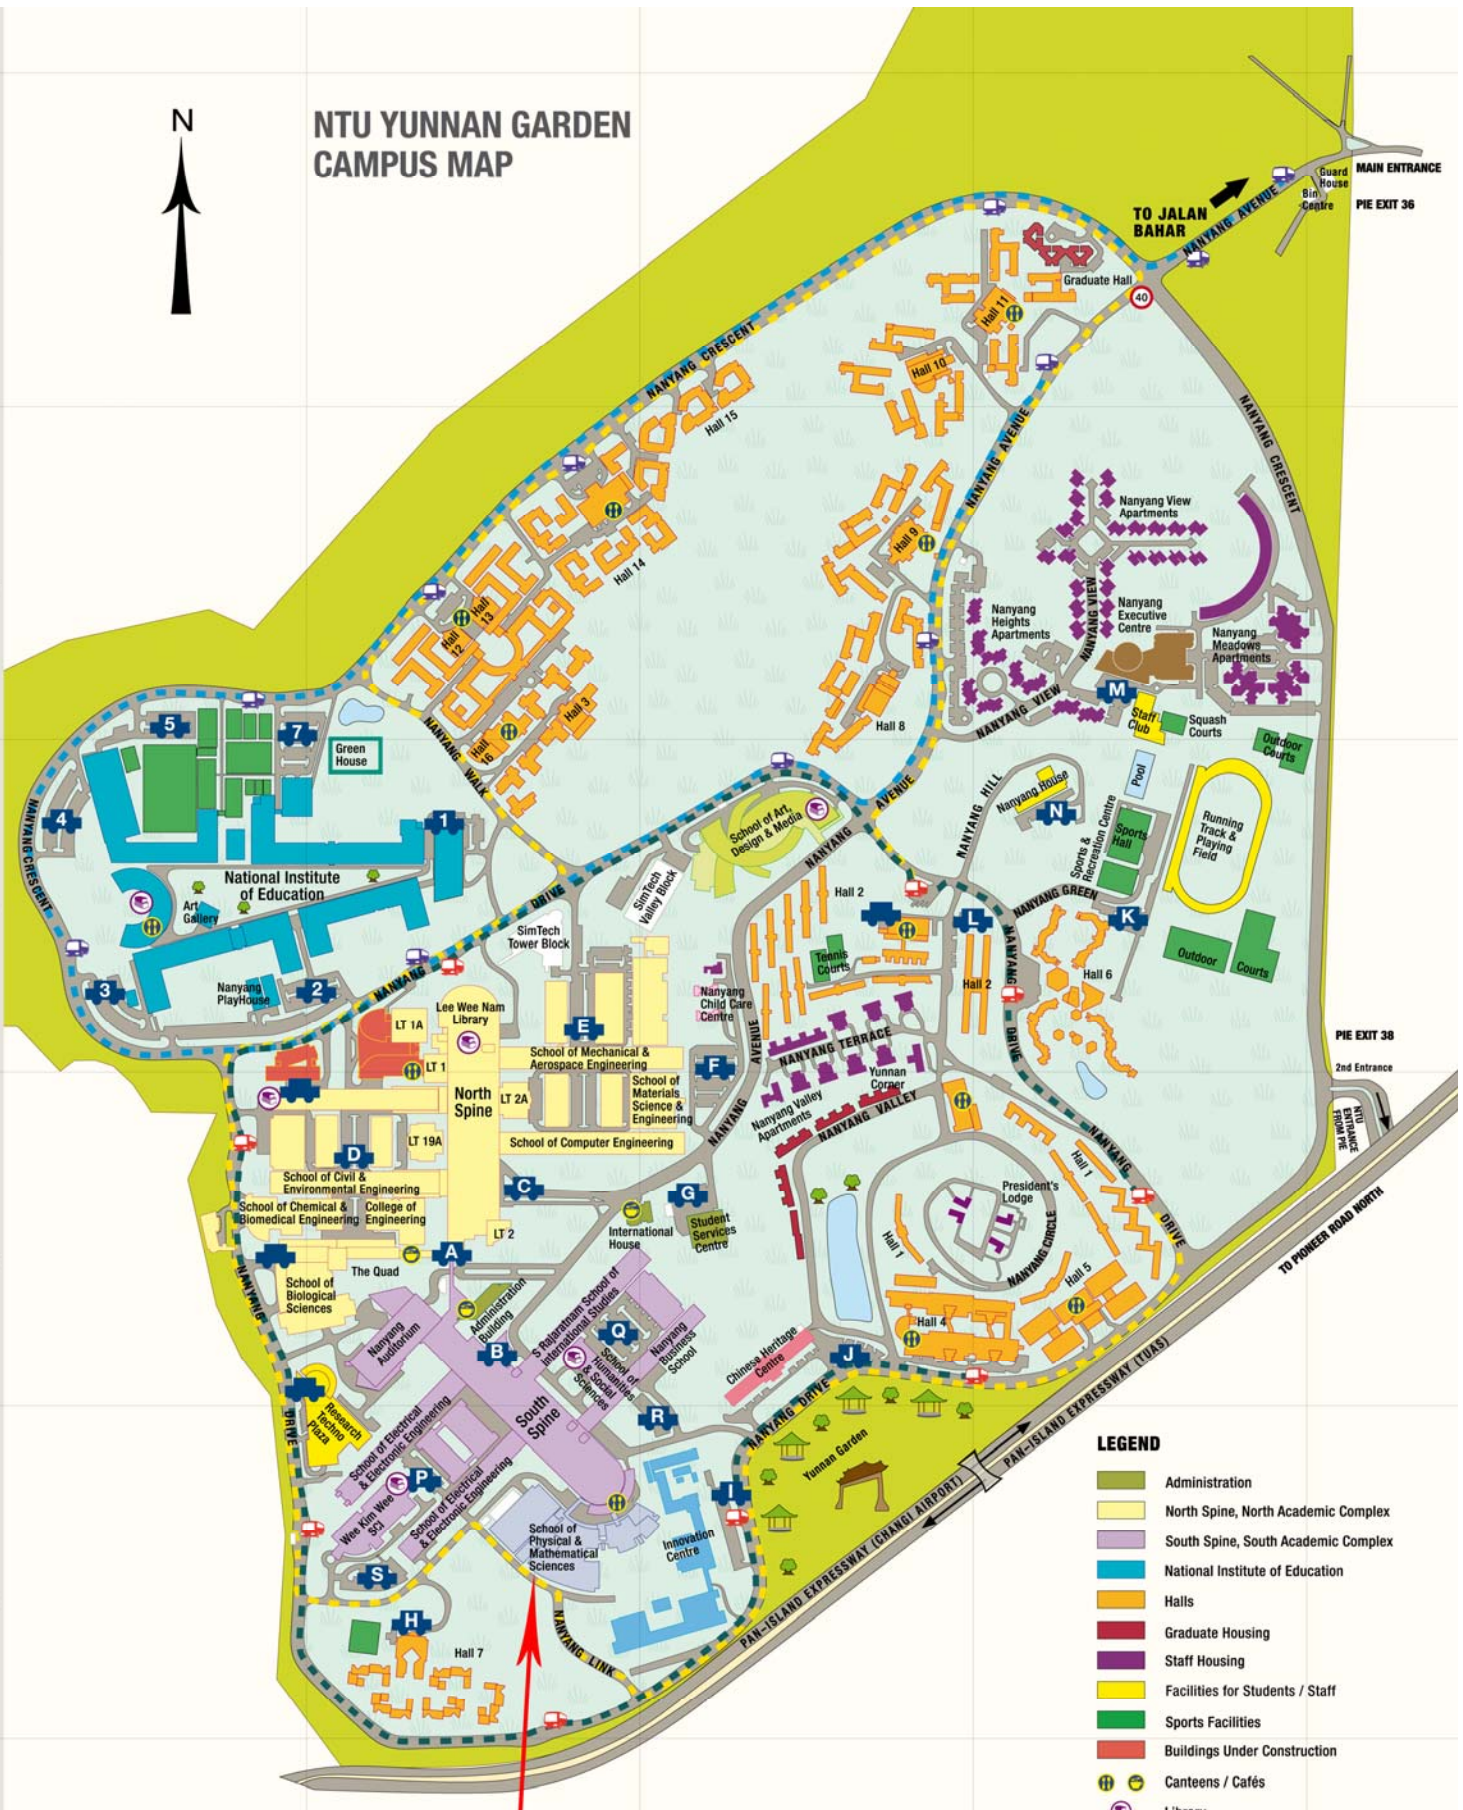 N
NTU YUNNAN GARDEN
CAMPUS MAP
MAIN ENTRANCE
Guard
House
Bin
Centre
PIE EXIT 36
TO JALAN
BAHAR
NANYANG AVENUE
Graduate Hall
40
Hall 11
Hall 10
NANYANG CRESCENT
Hall 15
NANYANG AVENUE
NANYANG CRESCENT
Nanyang View
Apartments
Hall 9
Hall 14
Hall
13
Hall
12
Nanyang
Heights
Apartments
NANYANG VIEW
Nanyang
Executive
Centre
Nanyang
Meadows
Apartments
M
NANYANG VIEW
Staff
Club
Squash
Courts
Outdoor
Courts
Hall 3
Hall
16
Hall 8
NANYANG WALK
5
7
Green
House
4
1
NANYANG CRESCENT
National Institute
of Education
Art
Gallery
3
2
Nanyang
PlayHouse
NANYANG
DRIVE
School of Art,
Design & Media
AVENUE
NANYANG
NANYANG HILL
Nanyang House
N
Pool
Sports &
Recreation Centre
Sports
Hall
Running
Track &
Playing
Field
NANYANG GREEN
K
Outdoor
Courts
Hall 6
Hall 2
L
Hall 2
Tennis
Courts
NANYANG
DRIVE
SimTech
Valley Block
SimTech
Tower Block
Nanyang
Child Care
Centre
AVENUE
NANYANG
NANYANG TERRACE
Yunnan
Corner
Nanyang Valley
Apartments
NANYANG VALLEY
PIE EXIT 38
2nd Entrance
NTU
ENTRANCE
FROM PIE
Lee Wee Nam
Library
LT 1A
LT 1
E
School of Mechanical &
Aerospace Engineering
F
North
Spine
LT 2A
School of
Materials
Science &
Engineering
LT 19A
School of Computer Engineering
D
School of Civil &
Environmental Engineering
School of Chemical &
Biomedical Engineering
College of
Engineering
C
LT 2
G
International
House
Student
Services
Centre
A
The Quad
School of
Biological
Sciences
Administration
Building
Nanyang
Auditorium
B
S Rajaratnam School of
International Studies
Q
School of
Humanities
& Social
Sciences
Nanyang
Business
School
South
Spine
R
President's
Lodge
Hall 1
Hall 1
NANYANG
DRIVE
NANYANG CIRCLE
Hall 5
Hall 4
TO PIONEER ROAD NORTH
J
Chinese Heritage
Centre
NANYANG DRIVE
PAN-ISLAND EXPRESSWAY (TUAS)
PAN-ISLAND EXPRESSWAY (CHANGI AIRPORT)
Yunnan Garden
NANYANG
DRIVE
Research
Techno
Plaza
School of Electrical
& Electronic Engineering
P
Wee Kim Wee
SCI
School of Electrical
& Electronic Engineering
School of
Physical &
Mathematical
Sciences
I
Innovation
Centre
S
H
Hall 7
NANYANG LINK
LEGEND
Administration
North Spine, North Academic Complex
South Spine, South Academic Complex
National Institute of Education
Halls
Graduate Housing
Staff Housing
Facilities for Students / Staff
Sports Facilities
Buildings Under Construction
Canteens / Cafés